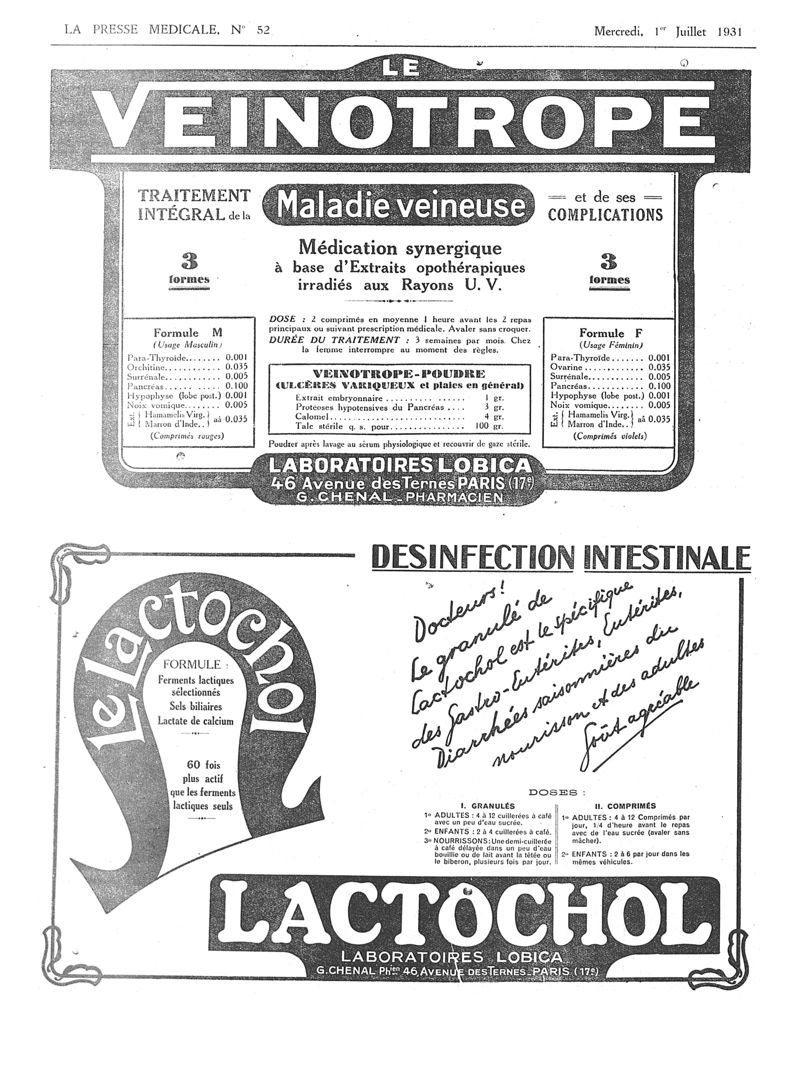 LA PRESSE MEDICALE, N° 52
Mercredi, 1er Juillet 1931
LE
VEINOTROPE
TRAITEMENT
INTÉGRAL de la
Maladie veineuse
et de ses
COMPLICATIONS
3
formes
Médication synergique
à base d'Extraits opothérapiques
irradiés aux Rayons U. V.
3
formes
Formule M
(Usage Masculin)
Para-Thyroïde....... 0.001
Orchitine............ 0.035
Surrénale............ 0.005
Pancréas ............ 0.100
Hypophyse (lobe post.) 0.001
Noix vomique........ 0.005
Ext. { Hamamelis Virg. } aâ 0.035
{ Marron d'Inde.. }
(Comprimés rouges)
DOSE : 2 comprimés en moyenne 1 heure avant les 2 repas
principaux ou suivant prescription médicale. Avaler sans croquer.
DURÉE DU TRAITEMENT : 3 semaines par mois. Chez
la femme interrompre au moment des règles.
VEINOTROPE-POUDRE
(ULCÈRES VARIQUEUX et plaies en général)
Extrait embryonnaire .............. 1 gr.
Protéoses hypotensives du Pancréas .... 3 gr.
Calomel........................ 4 gr.
Talc stérile q. s. pour............... 100 gr.
Poudrer après lavage au sérum physiologique et recouvrir de gaze stérile.
Formule F
(Usage Féminin)
Para-Thyroïde....... 0.001
Ovarine ............. 0.035
Surrénale............ 0.005
Pancréas............. 0.100
Hypophyse (lobe post.) 0.001
Noix vomique........ 0.005
Ext. { Hamamelis Virg. } aâ 0.035
{ Marron d'Inde.. }
(Comprimés violets)
LABORATOIRES LOBICA
46 Avenue des Ternes PARIS (17e)
G. CHENAL - PHARMACIEN
DESINFECTION INTESTINALE
Le Lactochol
FORMULE :
Ferments lactiques
sélectionnés
Sels biliaires
Lactate de calcium
60 fois
plus actif
que les ferments
lactiques seuls
Docteurs!
Le granulé de
Lactochol est le spécifique
des Gastro-Entérites, Entérites,
Diarrhées saisonnières du
nourisson et des adultes
Goût agréable
DOSES :
I. GRANULÉS
1o ADULTES : 4 à 12 cuillerées à café
avec un peu d'eau sucrée.
2o ENFANTS : 2 à 4 cuillerées à café.
3o NOURRISSONS: Une demi-cuillerée
à café délayée dans un peu d'eau
bouillie ou de lait avant la tétée ou
le biberon, plusieurs fois par jour.
II. COMPRIMÉS
1o ADULTES : 4 à 12 Comprimés par
jour, 1/4 d'heure avant le repas
avec de l'eau sucrée (avaler sans
mâcher).
2o ENFANTS : 2 à 6 par jour dans les
mêmes véhicules.
LACTOCHOL
LABORATOIRES LOBICA
G. CHENAL Phen 46 AVENUE DES TERNES_PARIS (17e)